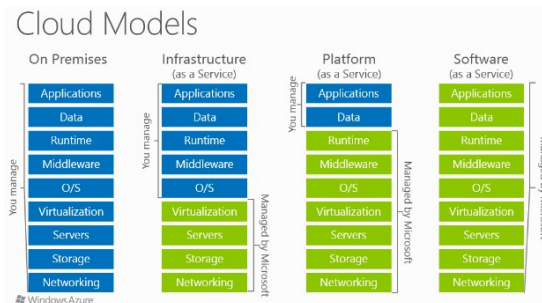 Cloud Models
On Premises
You manage
Applications
Data
Runtime
Middleware
O/S
Virtualization
Servers
Storage
Networking
Infrastructure
(as a Service)
You manage
Applications
Data
Runtime
Middleware
O/S
Virtualization
Servers
Storage
Networking
Managed by Microsoft
Platform
(as a Service)
You manage
Applications
Data
Runtime
Middleware
O/S
Virtualization
Servers
Storage
Networking
Managed by Microsoft
Software
(as a Service)
Applications
Data
Runtime
Middleware
O/S
Virtualization
Servers
Storage
Networking
Windows Azure